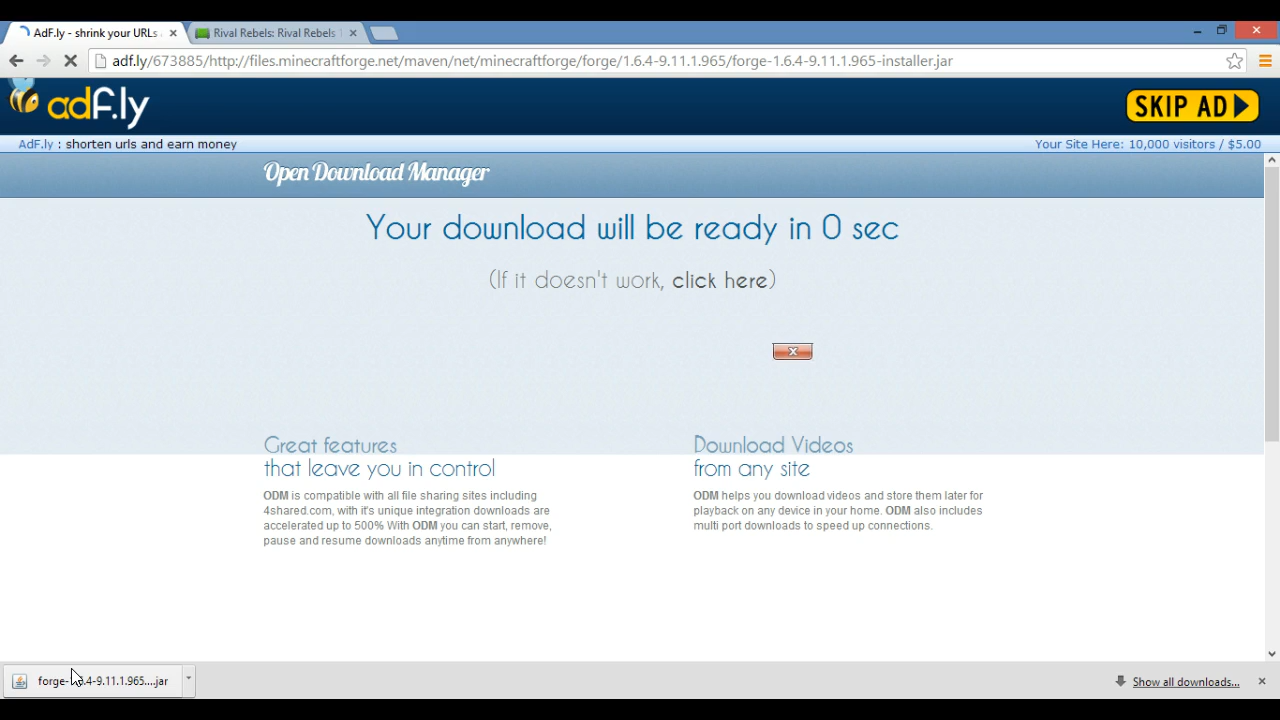 AdF.ly - shrink your URLs
Rival Rebels: Rival Rebels
adf.ly/673885/http://files.minecraftforge.net/maven/net/minecraftforge/forge/1.6.4-9.11.1.965/forge-1.6.4-9.11.1.965-installer.jar
adf.ly
SKIP AD
AdF.ly : shorten urls and earn money
Your Site Here: 10,000 visitors / $5.00
Open Download Manager
Your download will be ready in 0 sec
(If it doesn't work, click here)
Great features
that leave you in control
ODM is compatible with all file sharing sites including
4shared.com, with it's unique integration downloads are
accelerated up to 500% With ODM you can start, remove,
pause and resume downloads anytime from anywhere!
Download Videos
from any site
ODM helps you download videos and store them later for
playback on any device in your home. ODM also includes
multi port downloads to speed up connections.
forge-1.6.4-9.11.1.965....jar
Show all downloads...